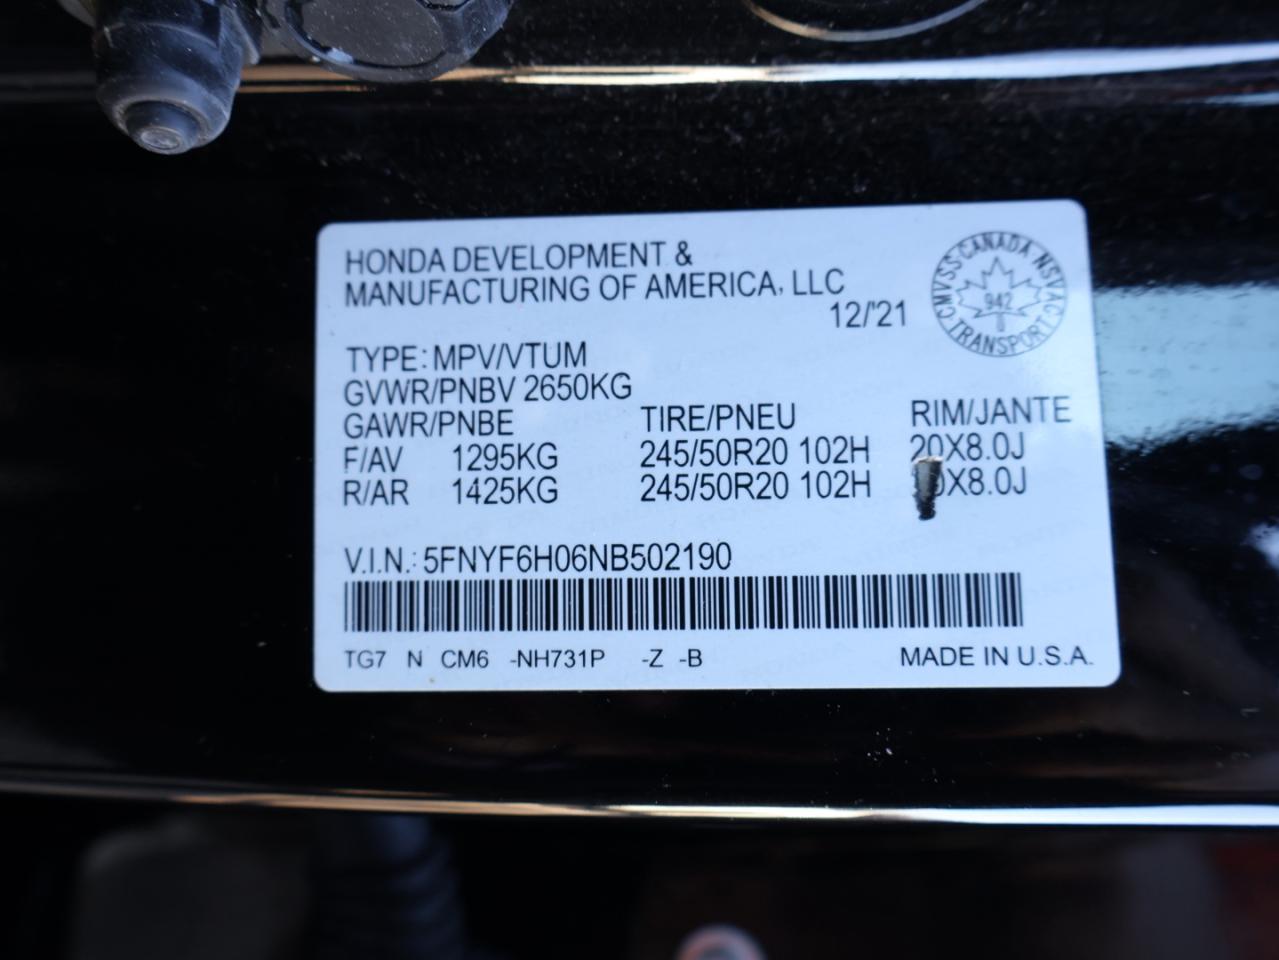 HONDA DEVELOPMENT &
MANUFACTURING OF AMERICA, LLC
12/'21
CMVSS CANADA NSVAC
942
TRANSPORT
TYPE: MPV/VTUM
GVWR/PNBV 2650KG
GAWR/PNBE TIRE/PNEU RIM/JANTE
F/AV 1295KG 245/50R20 102H 20X8.0J
R/AR 1425KG 245/50R20 102H 0X8.0J
V.I.N.: 5FNYF6H06NB502190
TG7 N CM6 -NH731P -Z -B MADE IN U.S.A.